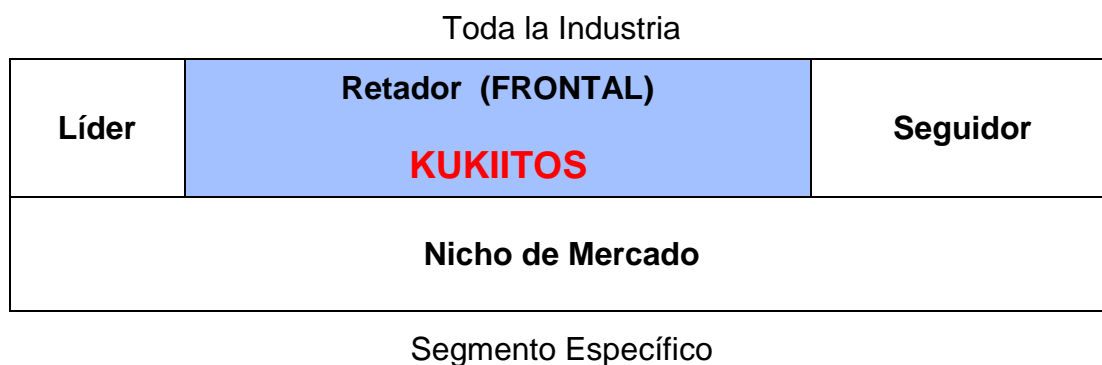 Toda la Industria
Retador (FRONTAL)
Líder
KUKIITOS
Seguidor
Nicho de Mercado
Segmento Específico